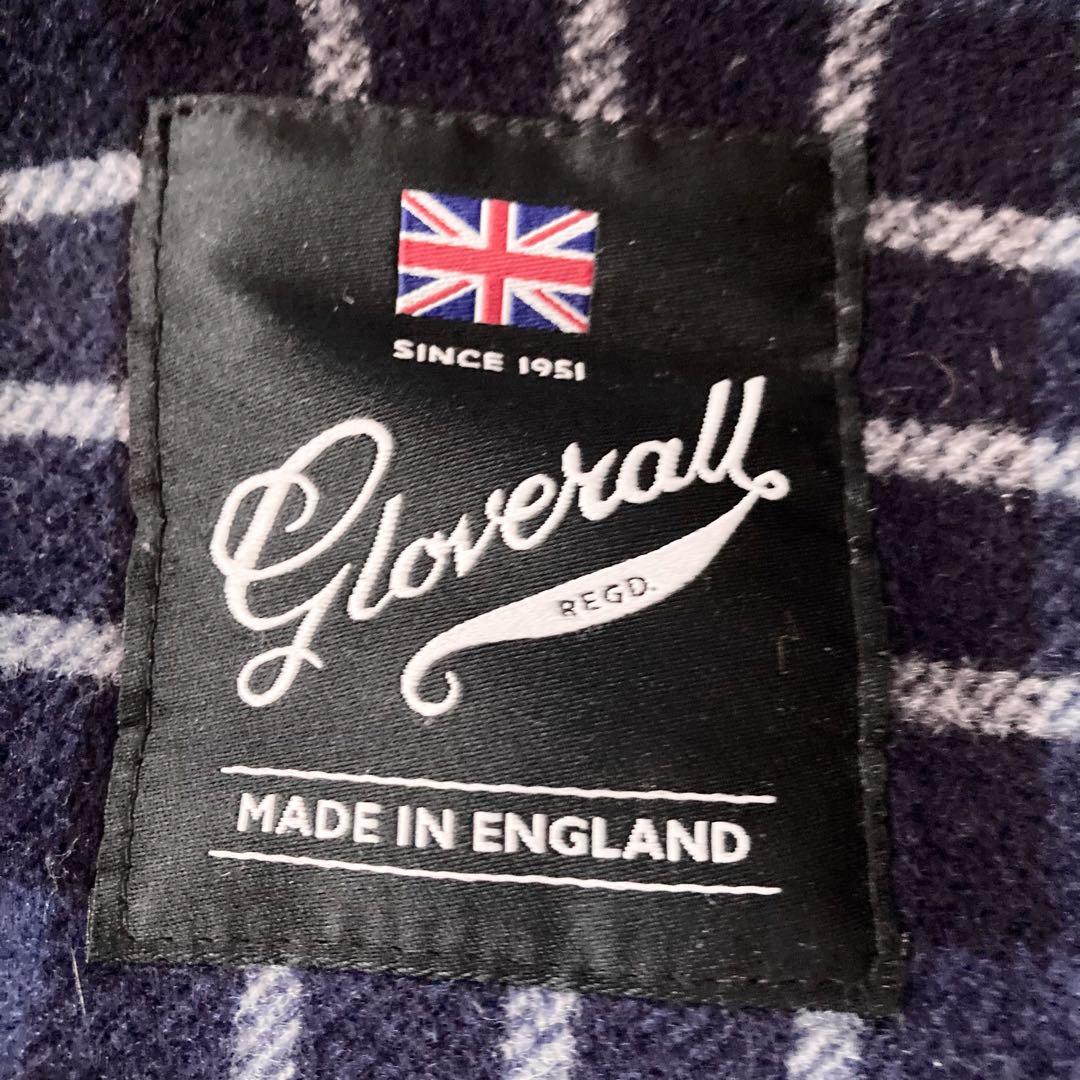 SINCE 1951
Gloverall
REGD.
MADE IN ENGLAND